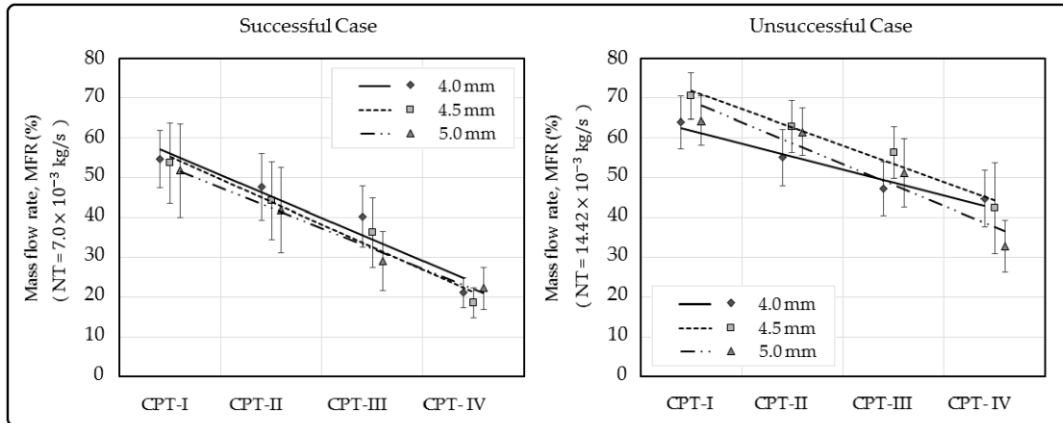 Successful Case
Mass flow rate, MFR (%)
( NT = 7.0 × 10⁻³ kg/s )
80
70
60
50
40
30
20
10
0
4.0 mm
4.5 mm
5.0 mm
CPT-I
CPT-II
CPT-III
CPT- IV
Unsuccessful Case
Mass flow rate, MFR (%)
( NT = 14.42 × 10⁻³ kg/s )
80
70
60
50
40
30
20
10
0
4.0 mm
4.5 mm
5.0 mm
CPT-I
CPT-II
CPT-III
CPT- IV